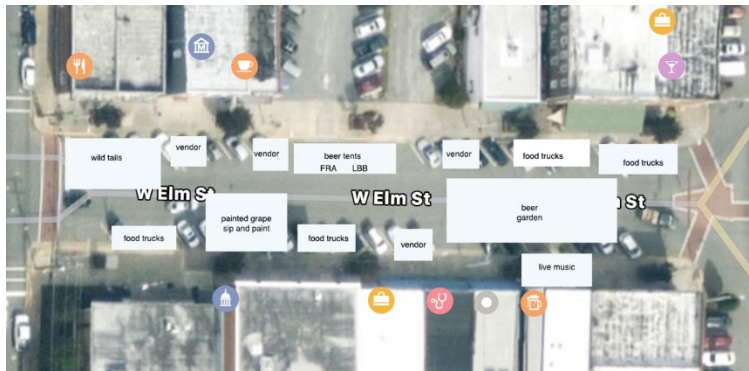 wild tails
vendor
vendor
beer tents
FRA LBB
vendor
food trucks
food trucks
W Elm St
W Elm St
St
beer
garden
painted grape
sip and paint
food trucks
food trucks
vendor
live music
M